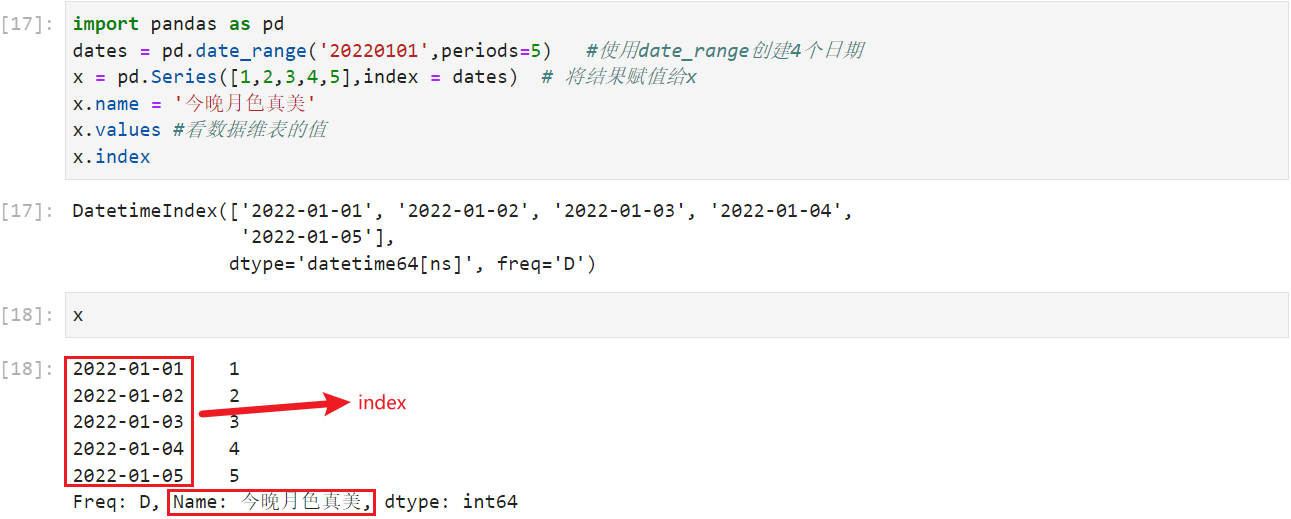 [17]: import pandas as pd
dates = pd.date_range('20220101',periods=5)   #使用date_range创建4个日期
x = pd.Series([1,2,3,4,5],index = dates)  # 将结果赋值给x
x.name = '今晚月色真美'
x.values #看数据维表的值
x.index
[17]: DatetimeIndex(['2022-01-01', '2022-01-02', '2022-01-03', '2022-01-04',
'2022-01-05'],
dtype='datetime64[ns]', freq='D')
[18]: x
[18]: 2022-01-01    1
2022-01-02    2
index
2022-01-03    3
2022-01-04    4
2022-01-05    5
Freq: D, Name: 今晚月色真美, dtype: int64